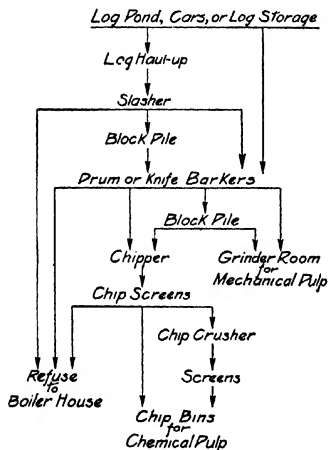 Log Pond, Cars, or Log Storage
Log Haul-up
Slasher
Block Pile
Drum or Knife Barkers
Block Pile
Chipper
Grinder Room
for
Mechanical Pulp
Chip Screens
Chip Crusher
Refuse
to
Boiler House
Screens
Chip Bins
for
Chemical Pulp